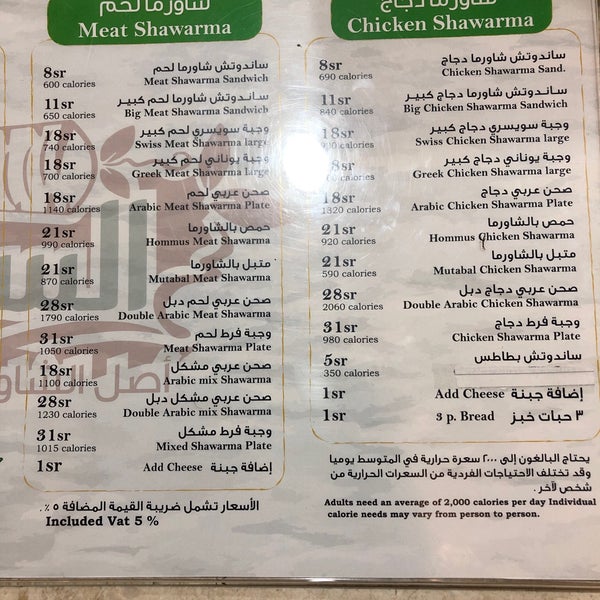 شاورما لحم
Meat Shawarma
ساندوتش شاورما لحم
8sr Meat Shawarma Sandwich
600 calories
ساندوتش شاورما لحم كبير
11sr Big Meat Shawarma Sandwich
650 calories
وجبة سويسري لحم كبير
18sr Swiss Meat Shawarma large
740 calories
وجبة يوناني لحم كبير
18sr Greek Meat Shawarma large
700 calories
صحن عربي لحم
18sr Arabic Meat Shawarma Plate
1140 calories
حمص بالشاورما
21sr Hommus Meat Shawarma
990 calories
متبل بالشاورما
21sr Mutabal Meat Shawarma
870 calories
صحن عربي لحم دبل
28sr Double Arabic Meat Shawarma
1790 calories
وجبة فرط لحم
31sr Meat Shawarma Plate
1050 calories
صحن عربي مشكل
18sr Arabic mix Shawarma
1100 calories
صحن عربي مشكل دبل
28sr Double Arabic mix Shawarma
1230 calories
وجبة فرط مشكل
31sr Mixed Shawarma Plate
1015 calories
1sr Add Cheese إضافة جبنة
الأسعار تشمل ضريبة القيمة المضافة ٥ ٪.
Included Vat 5 %
شاورما دجاج
Chicken Shawarma
ساندوتش شاورما دجاج
8sr Chicken Shawarma Sand.
690 calories
ساندوتش شاورما دجاج كبير
11sr Big Chicken Shawarma Sandwich
840 calories
وجبة سويسري دجاج كبير
18sr Swiss Chicken Shawarma large
calories
وجبة يوناني دجاج كبير
18sr Greek Chicken Shawarma large
calories
صحن عربي دجاج
18sr Arabic Chicken Shawarma Plate
1320 calories
حمص بالشاورما
21sr Hommus Chicken Shawarma
920 calories
متبل بالشاورما
21sr Mutabal Chicken Shawarma
590 calories
صحن عربي دجاج دبل
28sr Double Arabic Chicken Shawarma
2060 calories
وجبة فرط دجاج
31sr Chicken Shawarma Plate
980 calories
5sr ساندوتش بطاطس
350 calories
1sr Add Cheese إضافة جبنة
1sr 3 p. Bread ٣ حبات خبز
يحتاج البالغون إلى ٢٠٠٠ سعرة حرارية في المتوسط يوميا
وقد تختلف الاحتياجات الفردية من السعرات الحرارية من
شخص لآخر.
Adults need an average of 2,000 calories per day Individual
calorie needs may vary from person to person.